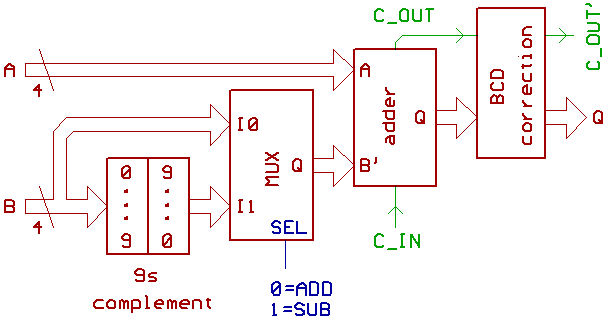 C_OUT
C_OUT'
A
4
A
adder
Q
B'
BCD
correction
Q
I0
MUX
Q
I1
SEL
B
4
0 9
. .
. .
. .
9 0
C_IN
9s
complement
0=ADD
1=SUB